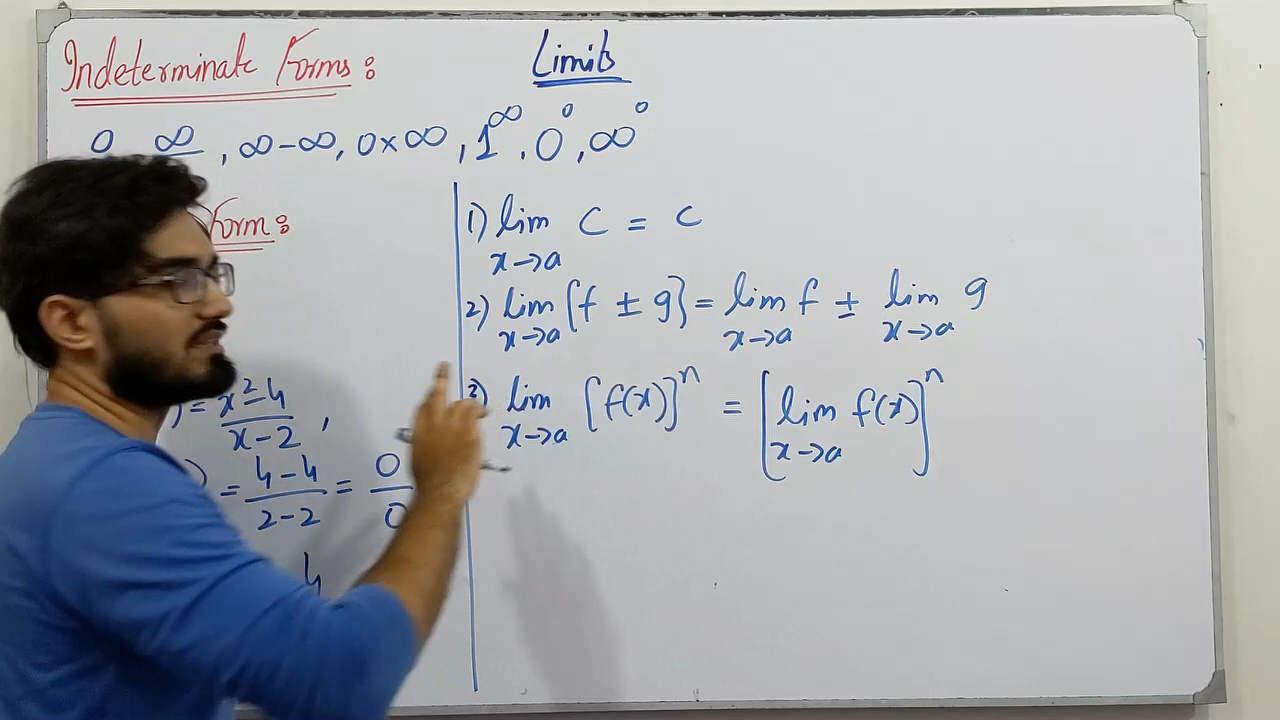 Indeterminate Forms:
Limits
0 ∞/ , ∞-∞, 0×∞, 1^∞, 0^0, ∞^0
Form:
) = x²-4/x-2 ,
) = 4-4/2-2 = 0/0
4
1) lim x→a C = C
2) lim x→a [f ± g] = lim x→a f ± lim x→a g
3) lim x→a [f(x)]^n = [lim x→a f(x)]^n